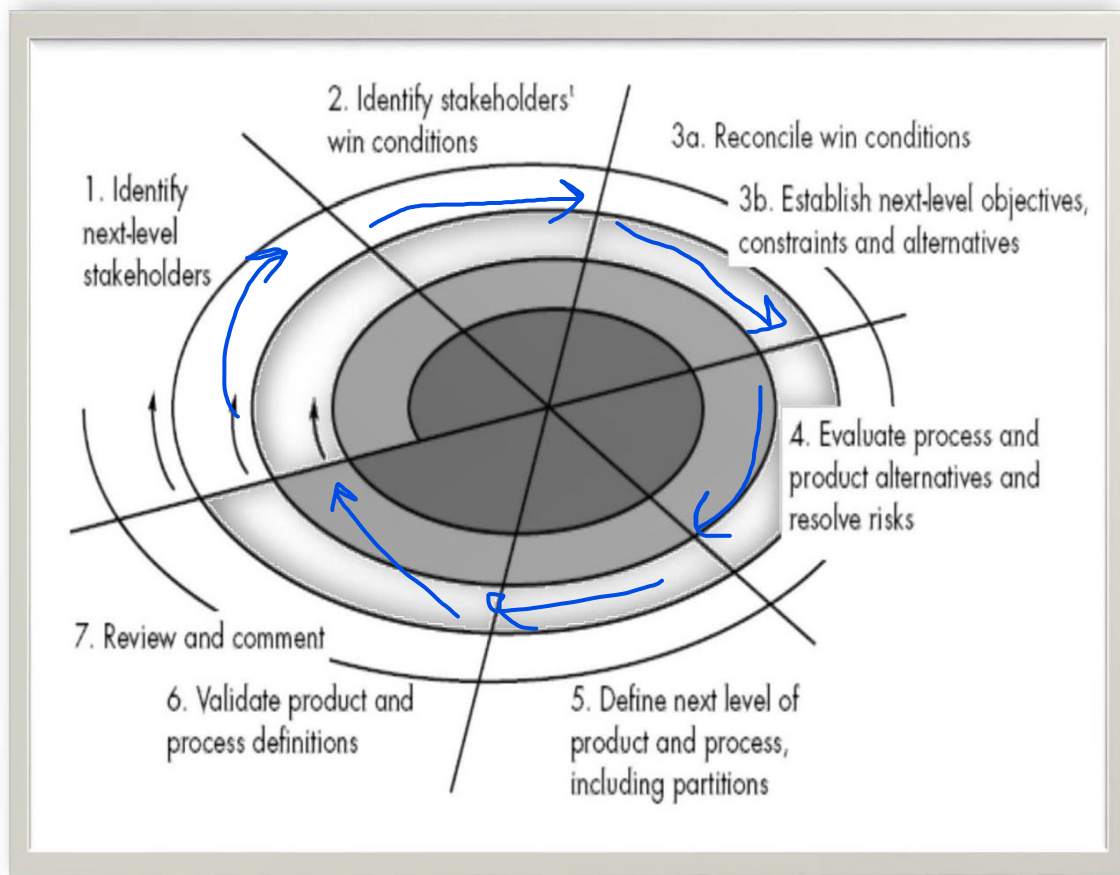 2. Identify stakeholders'
win conditions
3a. Reconcile win conditions
1. Identify
next-level
stakeholders
3b. Establish next-level objectives,
constraints and alternatives
4. Evaluate process and
product alternatives and
resolve risks
7. Review and comment
6. Validate product and
process definitions
5. Define next level of
product and process,
including partitions